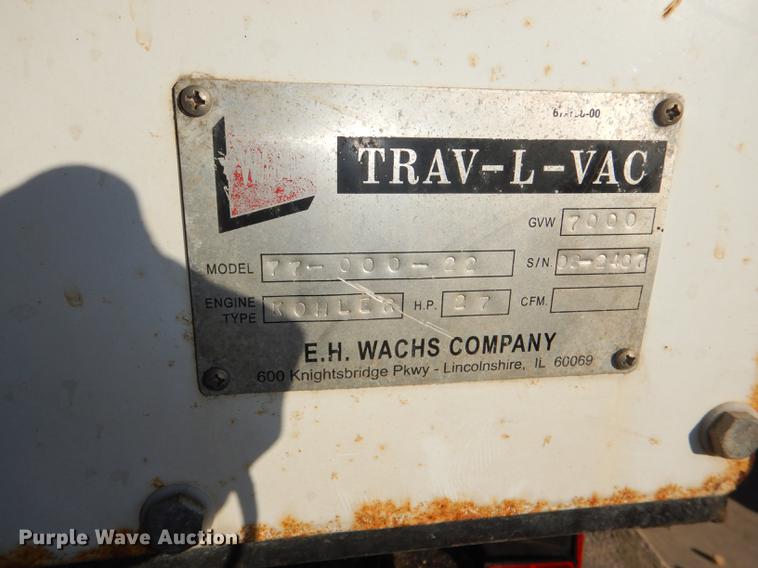 TRAV-L-VAC
GVW 7000
MODEL 77-000-22 S/N.
ENGINE TYPE KOHLER H.P. 27 CFM.
E.H. WACHS COMPANY
600 Knightsbridge Pkwy - Lincolnshire, IL 60069
Purple Wave Auction